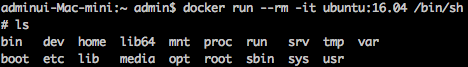 adminui-Mac-mini:~ admin$ docker run --rm -it ubuntu:16.04 /bin/sh
# ls
bin dev home lib64 mnt proc run srv tmp var
boot etc lib media opt root sbin sys usr